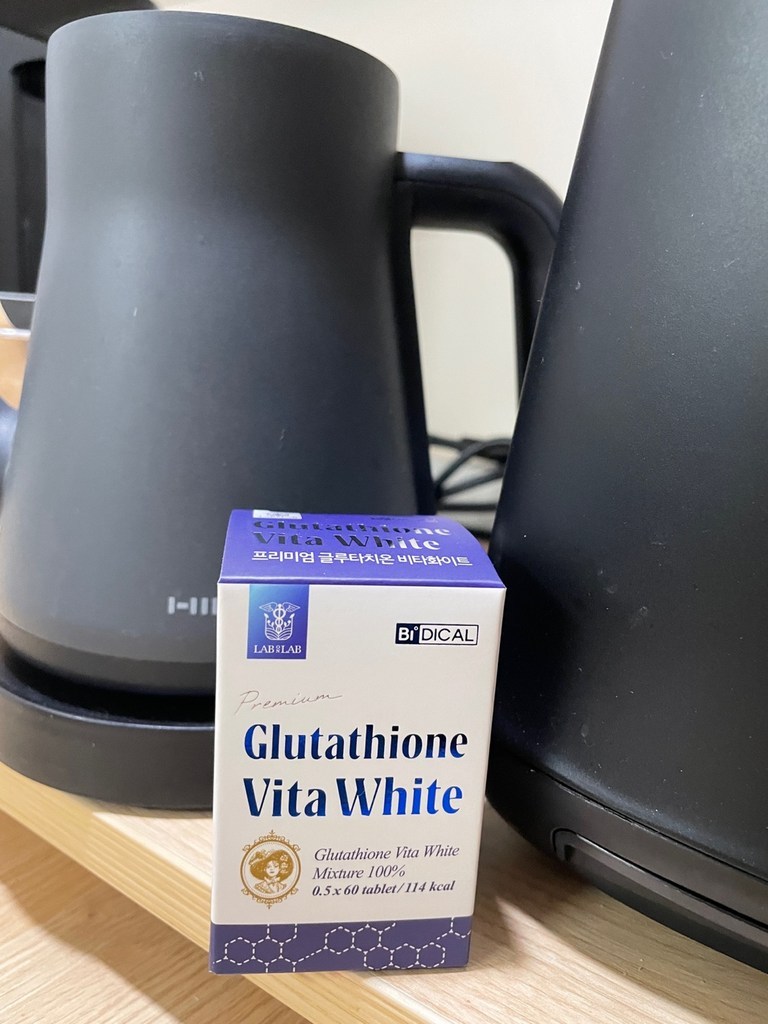 Glutathione
Vita White
프리미엄 글루타치온 비타화이트
LAB LAB
Bi DICAL
Premium
Glutathione
Vita White
Glutathione Vita White
Mixture 100%
0.5 x 60 tablet / 114 kcal